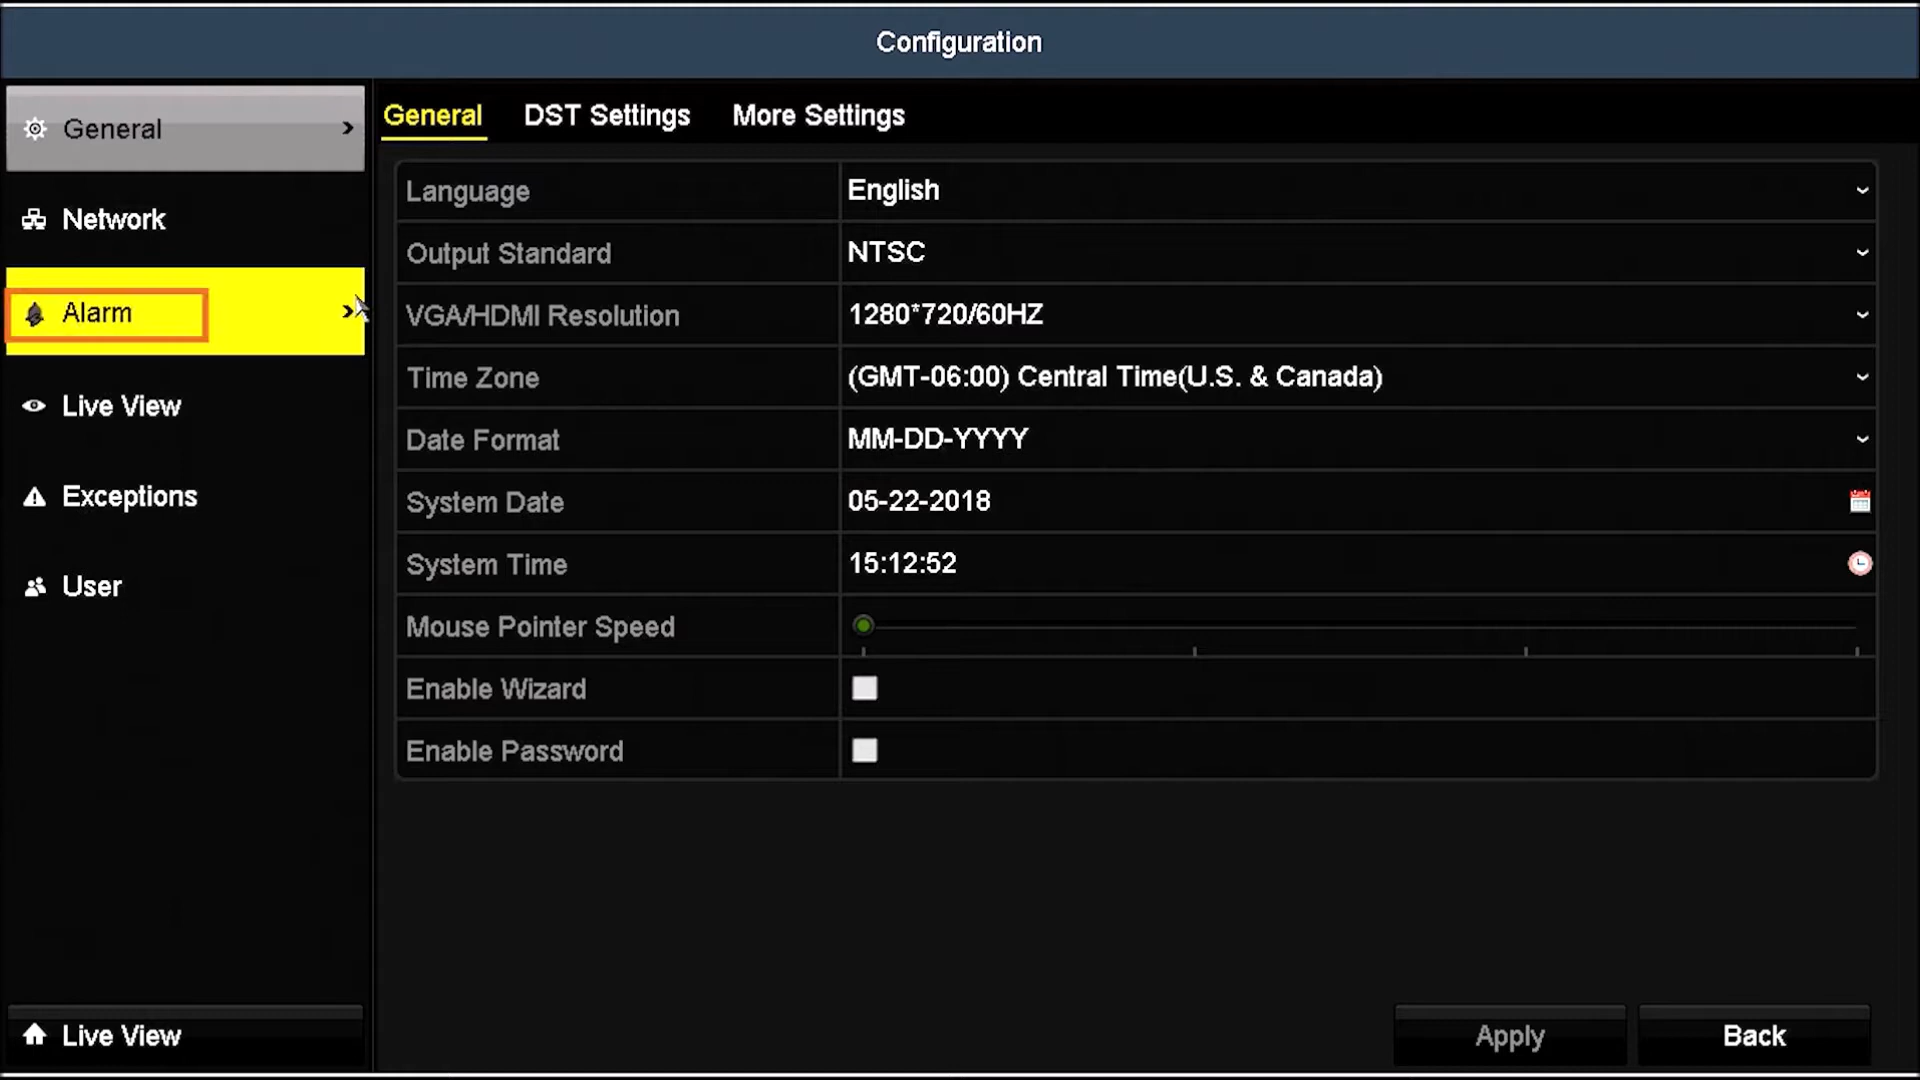 Configuration
General
Network
Alarm
Live View
Exceptions
User
Live View
General DST Settings More Settings
Language English
Output Standard NTSC
VGA/HDMI Resolution 1280*720/60HZ
Time Zone (GMT-06:00) Central Time(U.S. & Canada)
Date Format MM-DD-YYYY
System Date 05-22-2018
System Time 15:12:52
Mouse Pointer Speed
Enable Wizard
Enable Password
Apply Back